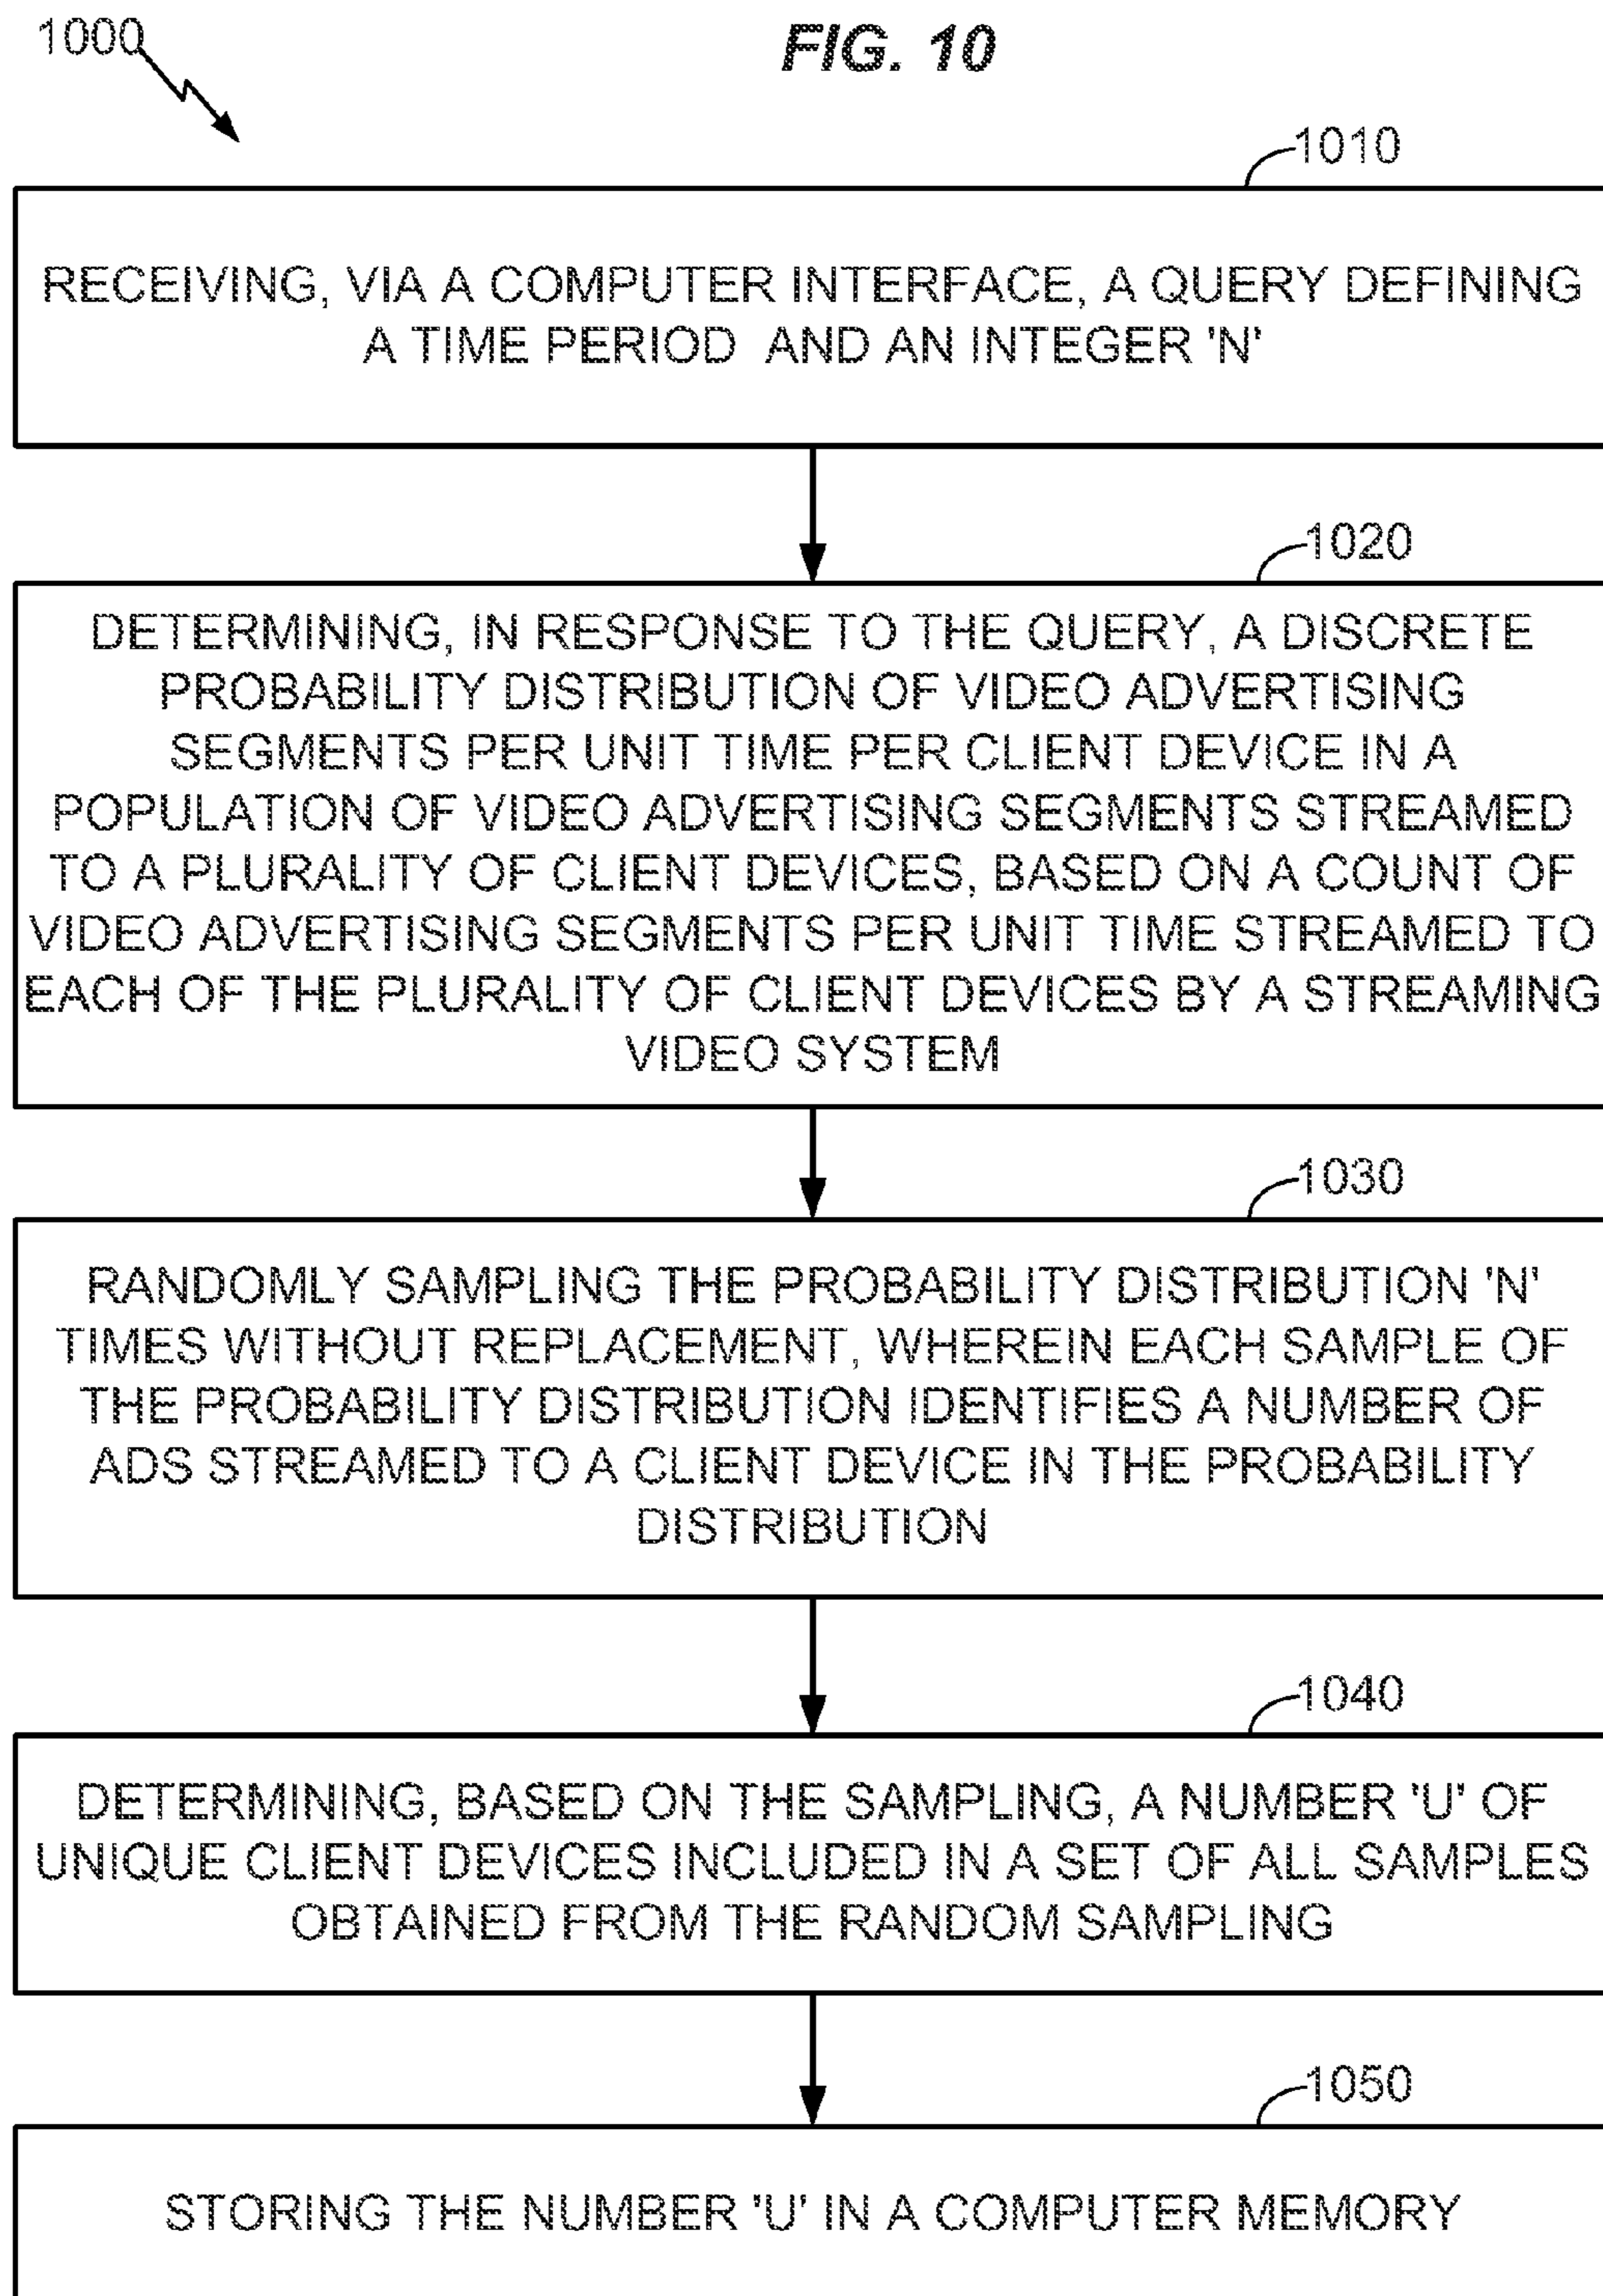 1000
FIG. 10
1010
RECEIVING, VIA A COMPUTER INTERFACE, A QUERY DEFINING
A TIME PERIOD AND AN INTEGER 'N'
1020
DETERMINING, IN RESPONSE TO THE QUERY, A DISCRETE
PROBABILITY DISTRIBUTION OF VIDEO ADVERTISING
SEGMENTS PER UNIT TIME PER CLIENT DEVICE IN A
POPULATION OF VIDEO ADVERTISING SEGMENTS STREAMED
TO A PLURALITY OF CLIENT DEVICES, BASED ON A COUNT OF
VIDEO ADVERTISING SEGMENTS PER UNIT TIME STREAMED TO
EACH OF THE PLURALITY OF CLIENT DEVICES BY A STREAMING
VIDEO SYSTEM
1030
RANDOMLY SAMPLING THE PROBABILITY DISTRIBUTION 'N'
TIMES WITHOUT REPLACEMENT, WHEREIN EACH SAMPLE OF
THE PROBABILITY DISTRIBUTION IDENTIFIES A NUMBER OF
ADS STREAMED TO A CLIENT DEVICE IN THE PROBABILITY
DISTRIBUTION
1040
DETERMINING, BASED ON THE SAMPLING, A NUMBER 'U' OF
UNIQUE CLIENT DEVICES INCLUDED IN A SET OF ALL SAMPLES
OBTAINED FROM THE RANDOM SAMPLING
1050
STORING THE NUMBER 'U' IN A COMPUTER MEMORY